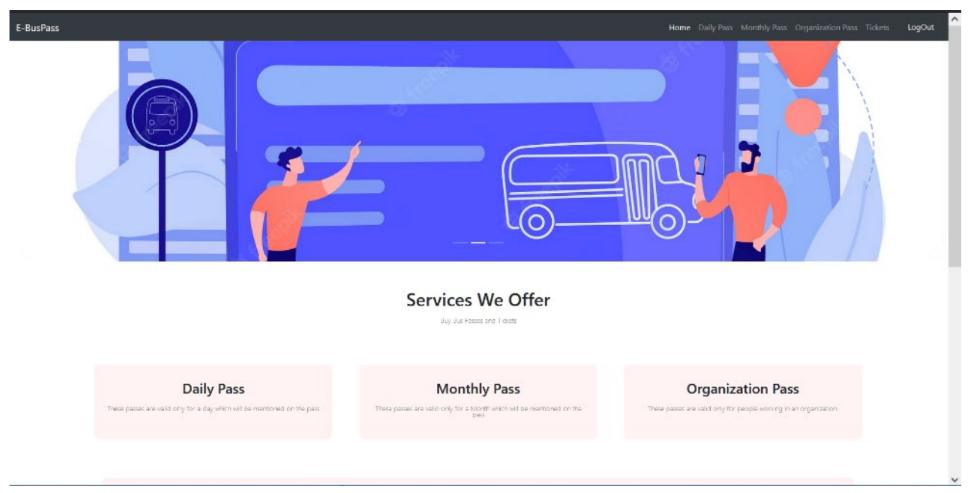 E-BusPass
Home Daily Pass Monthly Pass Organization Pass Tickets LogOut
freepik
freepik
freepik
Services We Offer
Buy Bus Passes and Tickets
Daily Pass
These passes are valid only for a day which will be mentioned on the pass
Monthly Pass
These passes are valid only for a Month which will be mentioned on the
pass
Organization Pass
These passes are valid only for people working in an organization